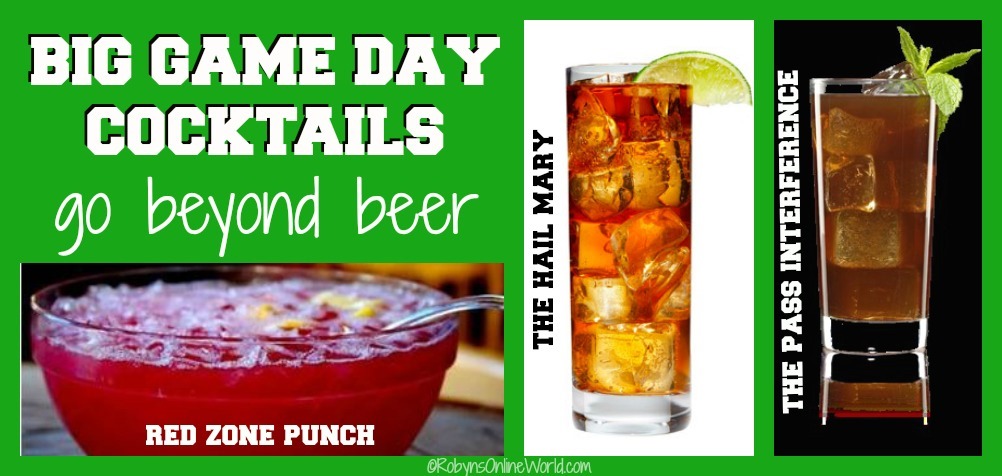 BIG GAME DAY
COCKTAILS
go beyond beer
RED ZONE PUNCH
THE HAIL MARY
THE PASS INTERFERENCE
©RobynsOnlineWorld.com